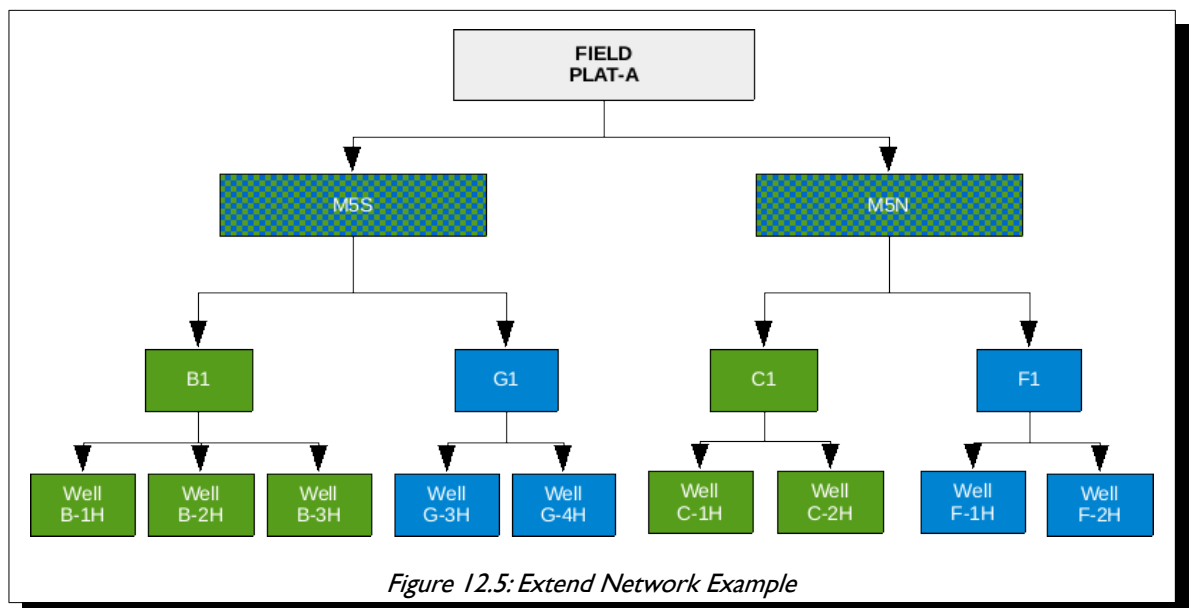 FIELD
PLAT-A
M5S
M5N
B1
G1
C1
F1
Well
B-1H
Well
B-2H
Well
B-3H
Well
G-3H
Well
G-4H
Well
C-1H
Well
C-2H
Well
F-1H
Well
F-2H
Figure 12.5: Extend Network Example